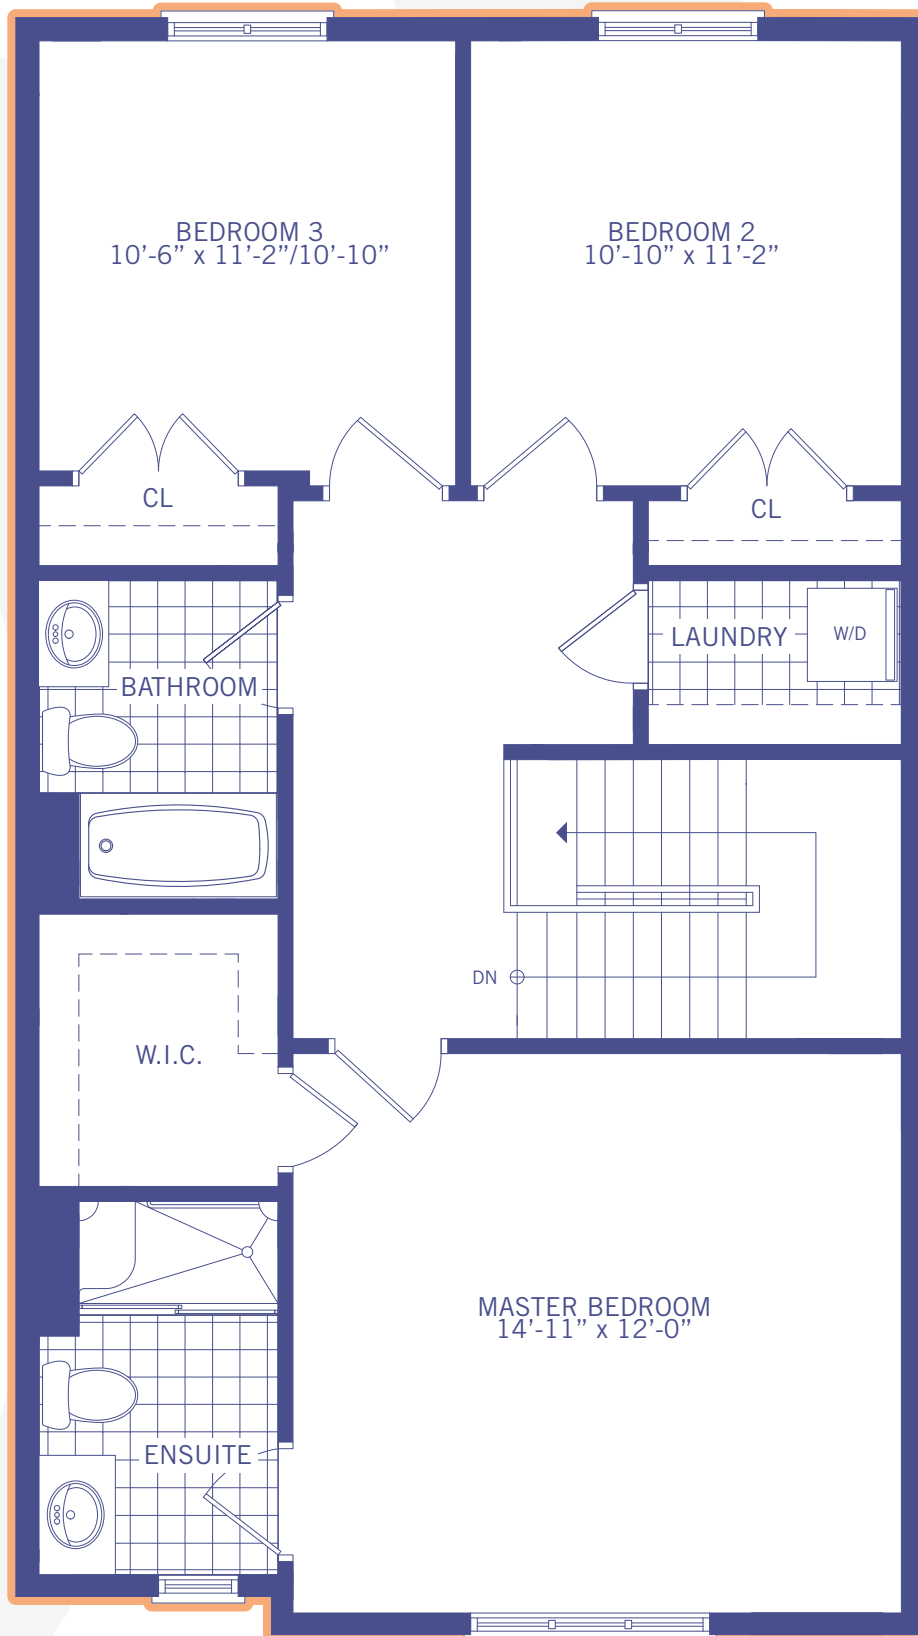 BEDROOM 3
10’-6” x 11’-2”/10’-10”
BEDROOM 2
10’-10” x 11’-2”
CL
CL
LAUNDRY
W/D
BATHROOM
DN
W.I.C.
MASTER BEDROOM
14’-11” x 12’-0”
ENSUITE